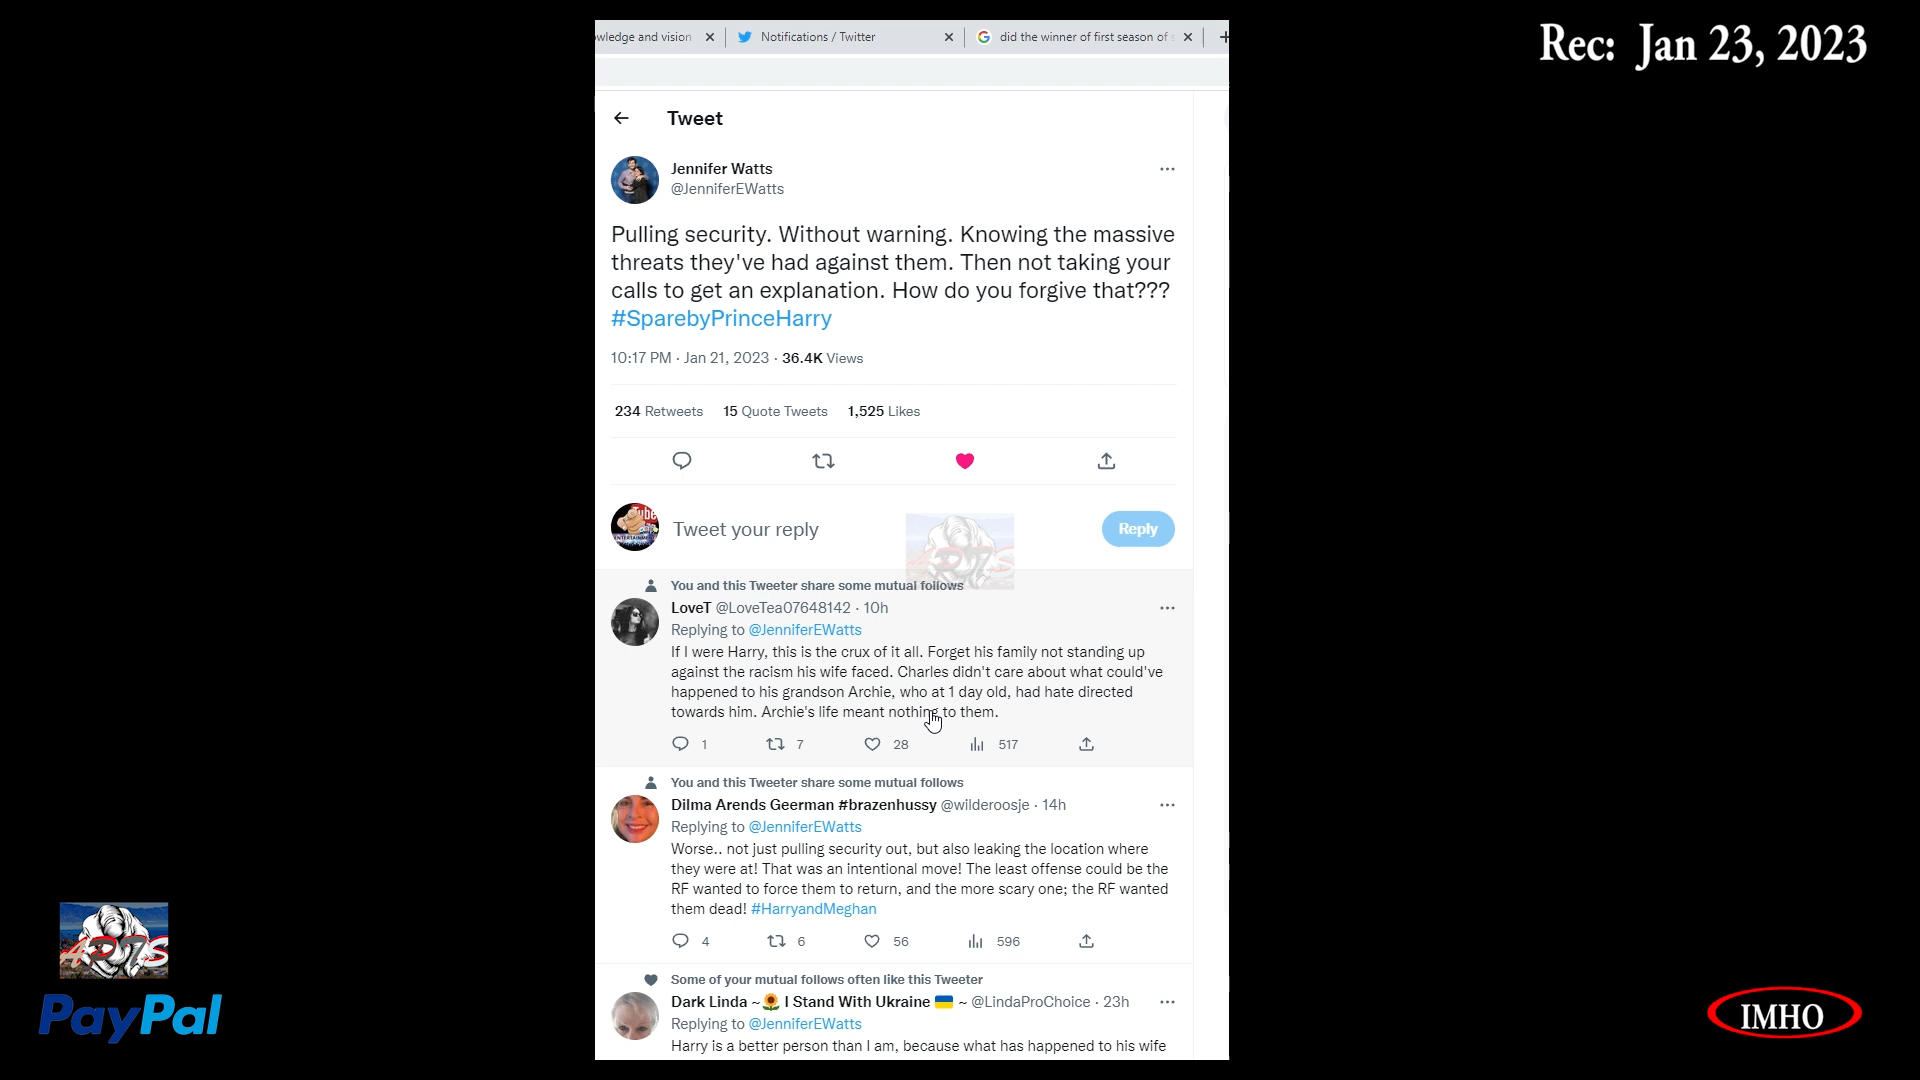 Rec: Jan 23, 2023
owledge and vision
Notifications / Twitter
did the winner of first season of s
Tweet
Jennifer Watts
@JenniferEWatts
Pulling security. Without warning. Knowing the massive
threats they've had against them. Then not taking your
calls to get an explanation. How do you forgive that???
#SparebyPrinceHarry
10:17 PM · Jan 21, 2023 · 36.4K Views
234 Retweets 15 Quote Tweets 1,525 Likes
Tweet your reply
Reply
You and this Tweeter share some mutual follows
LoveT @LoveTea07648142 · 10h
Replying to @JenniferEWatts
If I were Harry, this is the crux of it all. Forget his family not standing up
against the racism his wife faced. Charles didn't care about what could've
happened to his grandson Archie, who at 1 day old, had hate directed
towards him. Archie's life meant nothing to them.
1 7 28 517
You and this Tweeter share some mutual follows
Dilma Arends Geerman #brazenhussy @wilderoosje · 14h
Replying to @JenniferEWatts
Worse.. not just pulling security out, but also leaking the location where
they were at! That was an intentional move! The least offense could be the
RF wanted to force them to return, and the more scary one; the RF wanted
them dead! #HarryandMeghan
4 6 56 596
Some of your mutual follows often like this Tweeter
Dark Linda ~🌻 I Stand With Ukraine 🇺🇦 ~ @LindaProChoice · 23h
Replying to @JenniferEWatts
Harry is a better person than I am, because what has happened to his wife
PayPal
IMHO